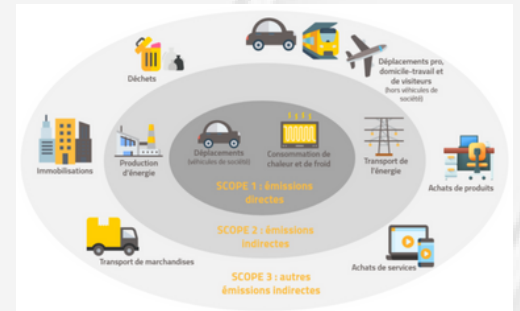 Déchets
Déplacements pro,
domicile-travail et
de visiteurs
(hors véhicules de
société)
Immobilisations
Production
d'énergie
Déplacements
(véhicules de société)
Consommation de
chaleur et de froid
Transport de
l'énergie
Achats de produits
SCOPE 1 : émissions
directes
SCOPE 2 : émissions
indirectes
Transport de marchandises
SCOPE 3 : autres
émissions indirectes
Achats de services